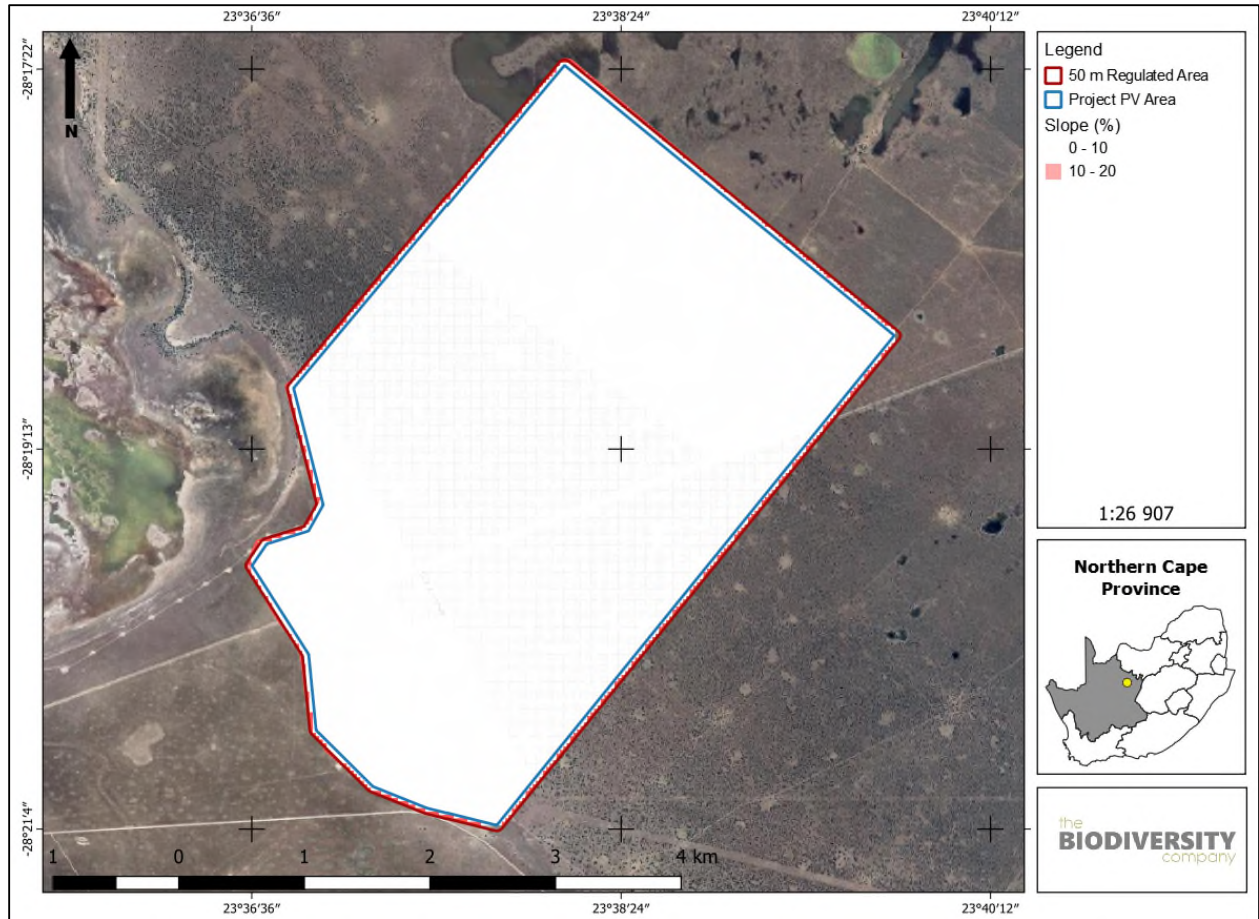 23°36′36″ 23°38′24″ 23°40′12″
-28°17′22″
-28°19′13″
-28°21′4″
N
1 0 1 2 3 4 km
23°36′36″ 23°38′24″ 23°40′12″
Legend
50 m Regulated Area
Project PV Area
Slope (%)
0 - 10
10 - 20
1:26 907
Northern Cape
Province
the
BIODIVERSITY
company